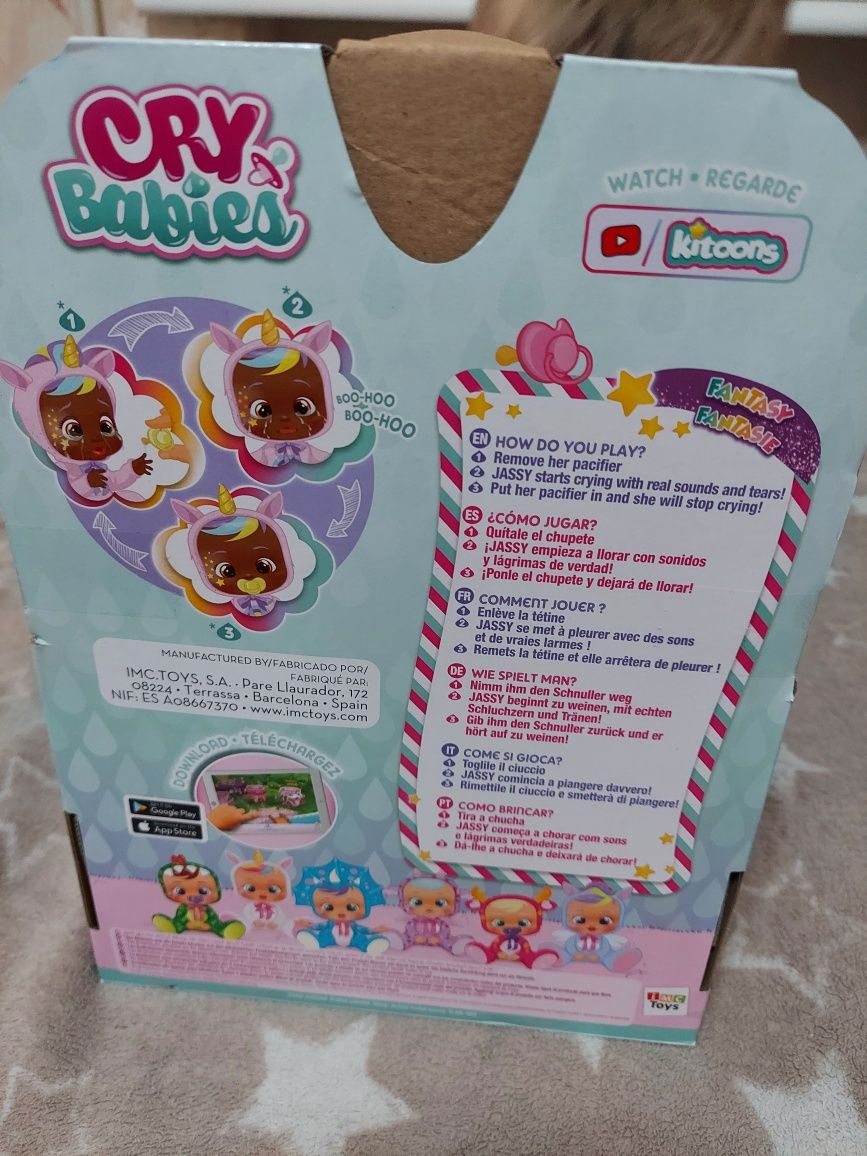 CRY
Babies
WATCH • REGARDE
kitoons
*1
*2
BOO-HOO
BOO-HOO
*3
FANTASY
FANTASIE
EN HOW DO YOU PLAY?
1 Remove her pacifier
2 JASSY starts crying with real sounds and tears!
3 Put her pacifier in and she will stop crying!
ES ¿CÓMO JUGAR?
1 Quítale el chupete
2 ¡JASSY empieza a llorar con sonidos
y lágrimas de verdad!
3 ¡Ponle el chupete y dejará de llorar!
FR COMMENT JOUER ?
1 Enlève la tétine
2 JASSY se met à pleurer avec des sons
et de vraies larmes !
3 Remets la tétine et elle arrêtera de pleurer !
DE WIE SPIELT MAN?
1 Nimm ihm den Schnuller weg
2 JASSY beginnt zu weinen, mit echten
Schluchzern und Tränen!
3 Gib ihm den Schnuller zurück und er
hört auf zu weinen!
IT COME SI GIOCA?
1 Toglile il ciuccio
2 JASSY comincia a piangere davvero!
3 Rimettile il ciuccio e smetterà di piangere!
PT COMO BRINCAR?
1 Tira a chucha
2 JASSY começa a chorar com sons
e lágrimas verdadeiras!
3 Dá-lhe a chucha e deixará de chorar!
MANUFACTURED BY/FABRICADO POR/
FABRIQUÉ PAR:
IMC.TOYS, S.A. • Pare Llaurador, 172
08224 • Terrassa • Barcelona • Spain
NIF: ES A08667370 • www.imctoys.com
DOWNLOAD • TÉLÉCHARGEZ
Google Play
App Store
IMC
Toys